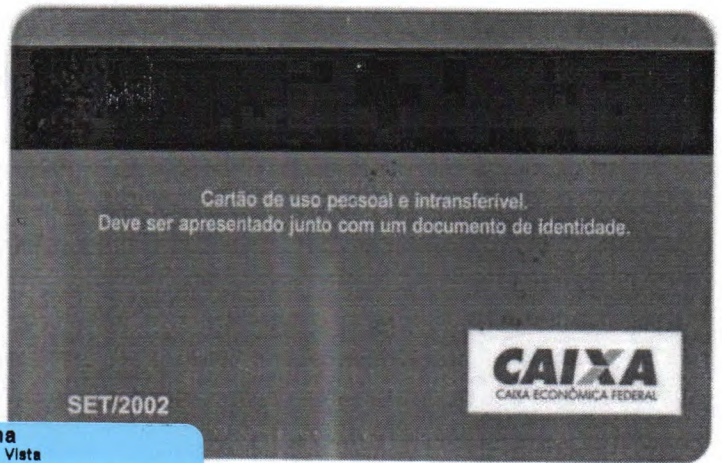 Cartão de uso pessoal e intransferível.
Deve ser apresentado junto com um documento de identidade.
CAIXA
CAIXA ECONÔMICA FEDERAL
SET/2002
na
Vista